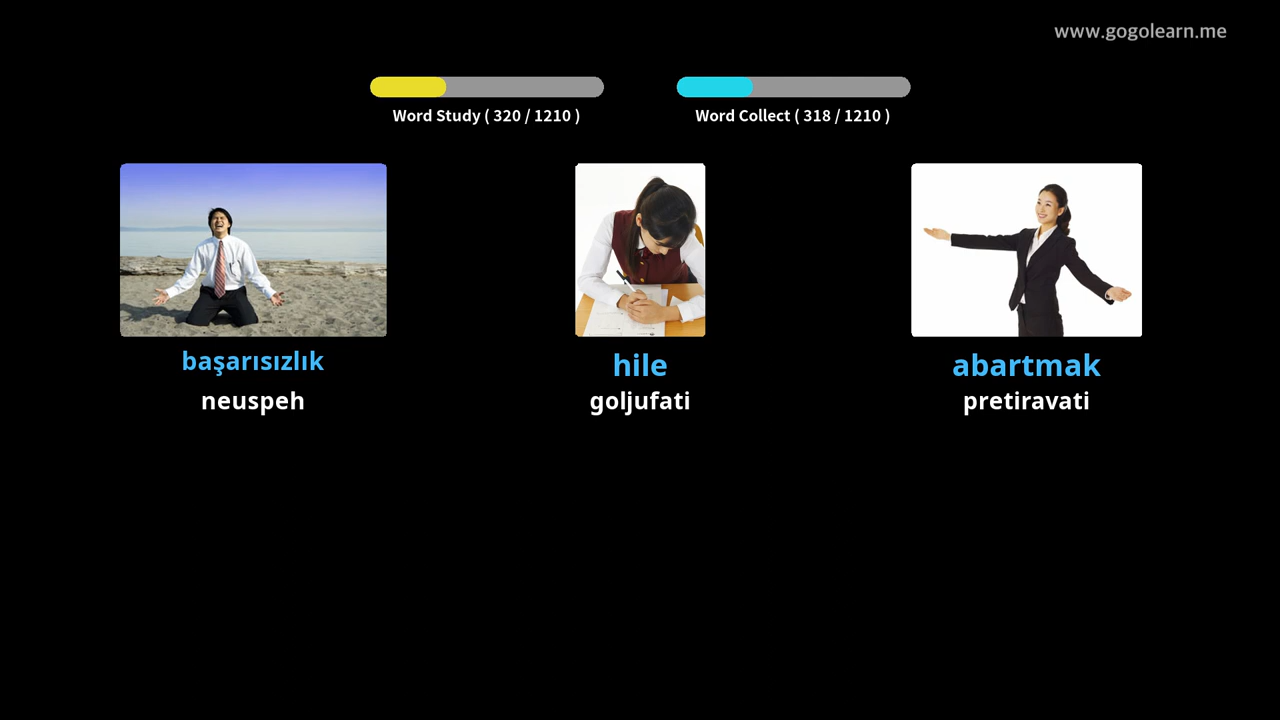 www.gogolearn.me
Word Study ( 320 / 1210 )
Word Collect ( 318 / 1210 )
başarısızlık
neuspeh
hile
goljufati
abartmak
pretiravati